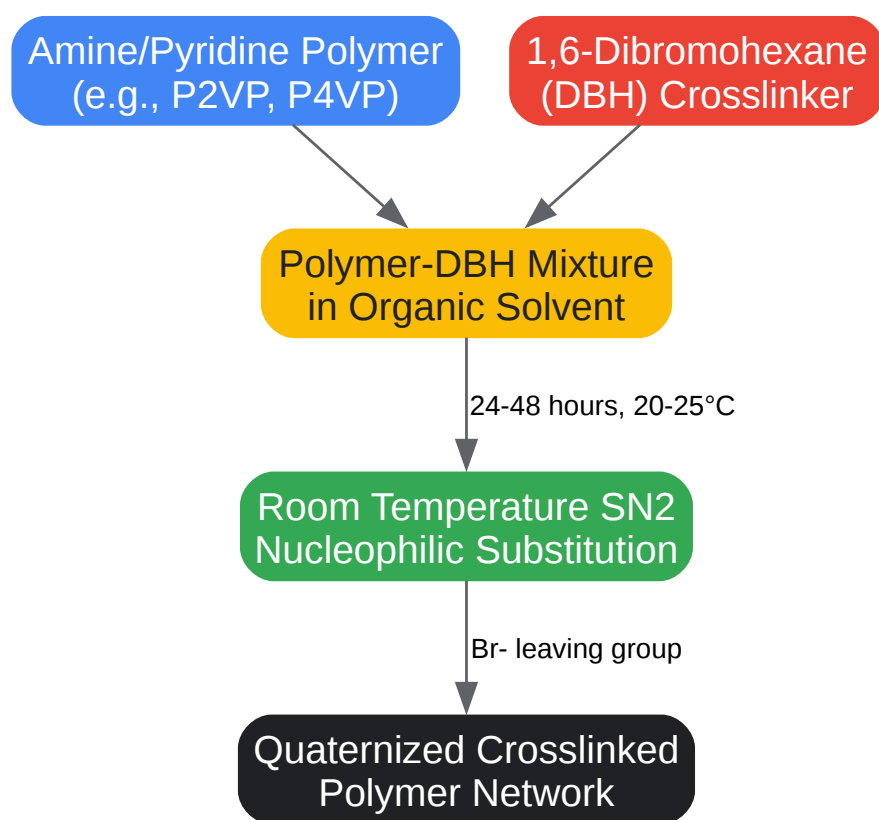 Amine/Pyridine Polymer
(e.g., P2VP, P4VP)
1,6-Dibromohexane
(DBH) Crosslinker
Polymer-DBH Mixture
in Organic Solvent
24-48 hours, 20-25°C
Room Temperature SN2
Nucleophilic Substitution
Br- leaving group
Quaternized Crosslinked
Polymer Network